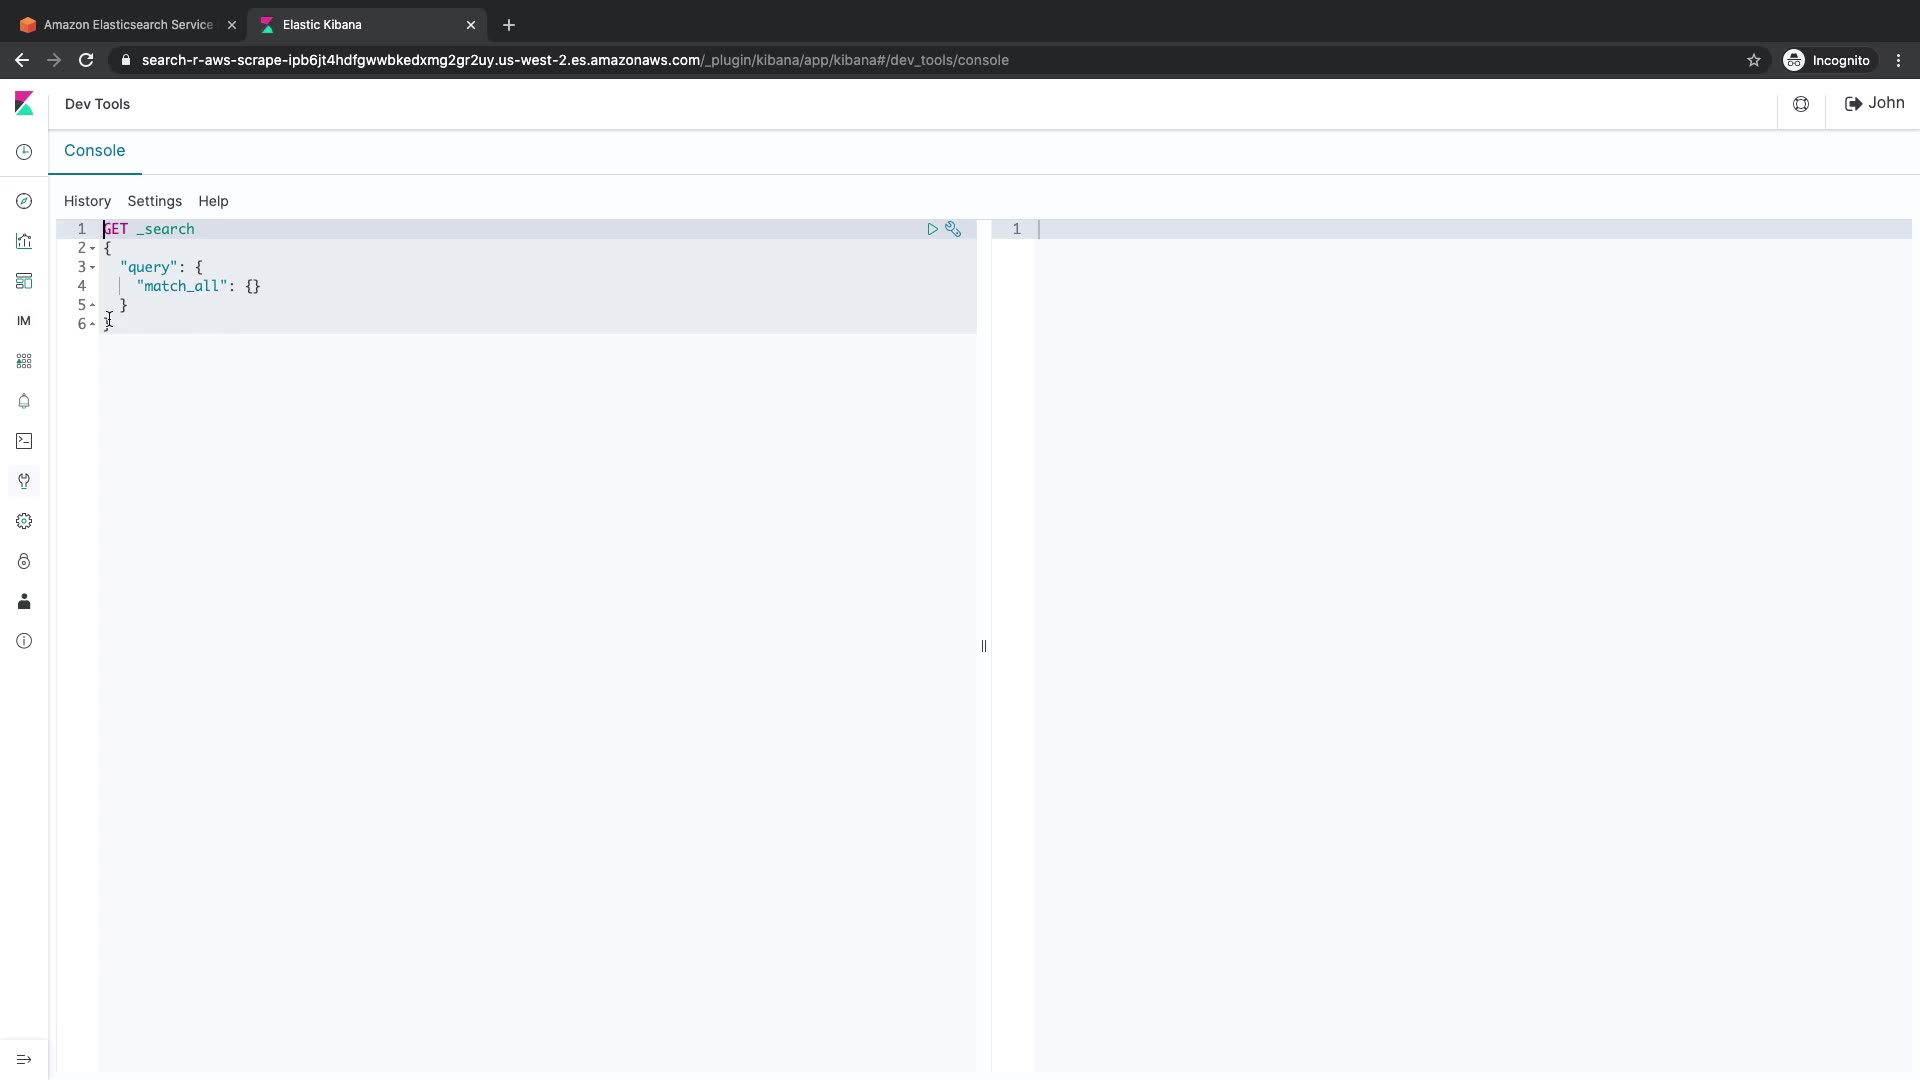 Amazon Elasticsearch Service
Elastic Kibana
search-r-aws-scrape-ipb6jt4hdfgwwbkedxmg2gr2uy.us-west-2.es.amazonaws.com/_plugin/kibana/app/kibana#/dev_tools/console
Incognito
Dev Tools
John
Console
History Settings Help
1 GET _search
2 {
3 "query": {
4 "match_all": {}
5 }
6 }
1
IM